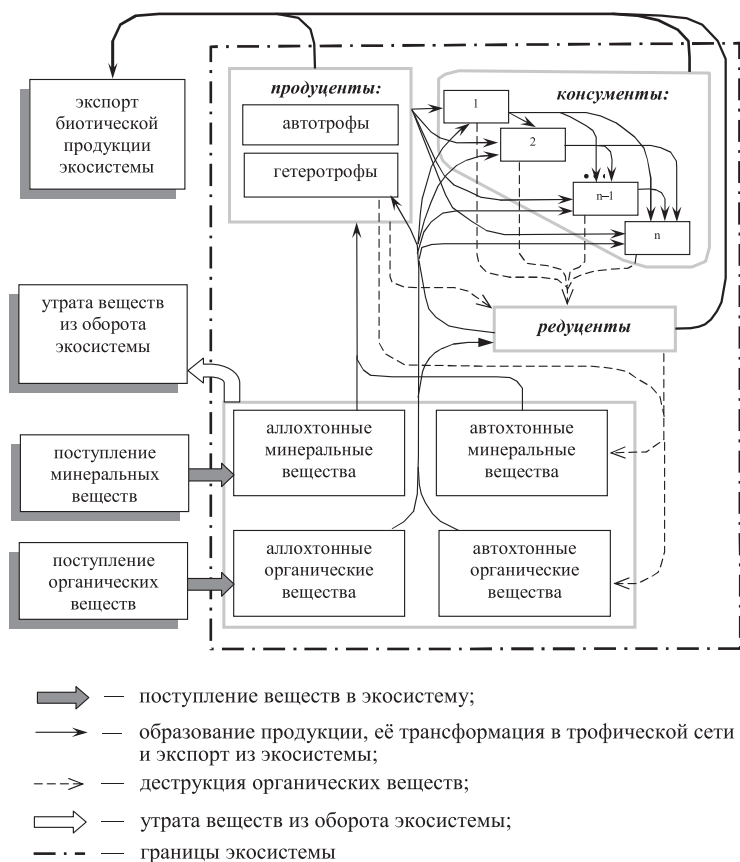 экспорт
биотической
продукции
экосистемы
продуценты:
автотрофы
гетеротрофы
консументы:
1
2
n–1
n
редуценты
утрата веществ
из оборота
экосистемы
поступление
минеральных
веществ
аллохтонные
минеральные
вещества
автохтонные
минеральные
вещества
поступление
органических
веществ
аллохтонные
органические
вещества
автохтонные
органические
вещества
— поступление веществ в экосистему;
— образование продукции, её трансформация в трофической сети
и экспорт из экосистемы;
— деструкция органических веществ;
— утрата веществ из оборота экосистемы;
— границы экосистемы